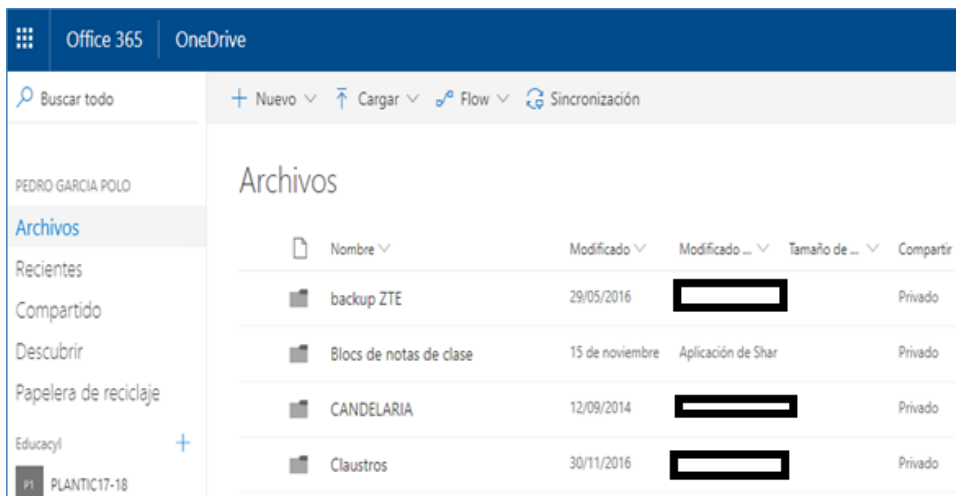 Office 365 OneDrive
Buscar todo
Nuevo Cargar Flow Sincronización
PEDRO GARCIA POLO
Archivos
Recientes
Compartido
Descubrir
Papelera de reciclaje
Educacyl
P1 PLANTIC17-18
Archivos
Nombre Modificado Modificado ... Tamaño de ... Compartir
backup ZTE 29/05/2016 Privado
Blocs de notas de clase 15 de noviembre Aplicación de Shar Privado
CANDELARIA 12/09/2014 Privado
Claustros 30/11/2016 Privado